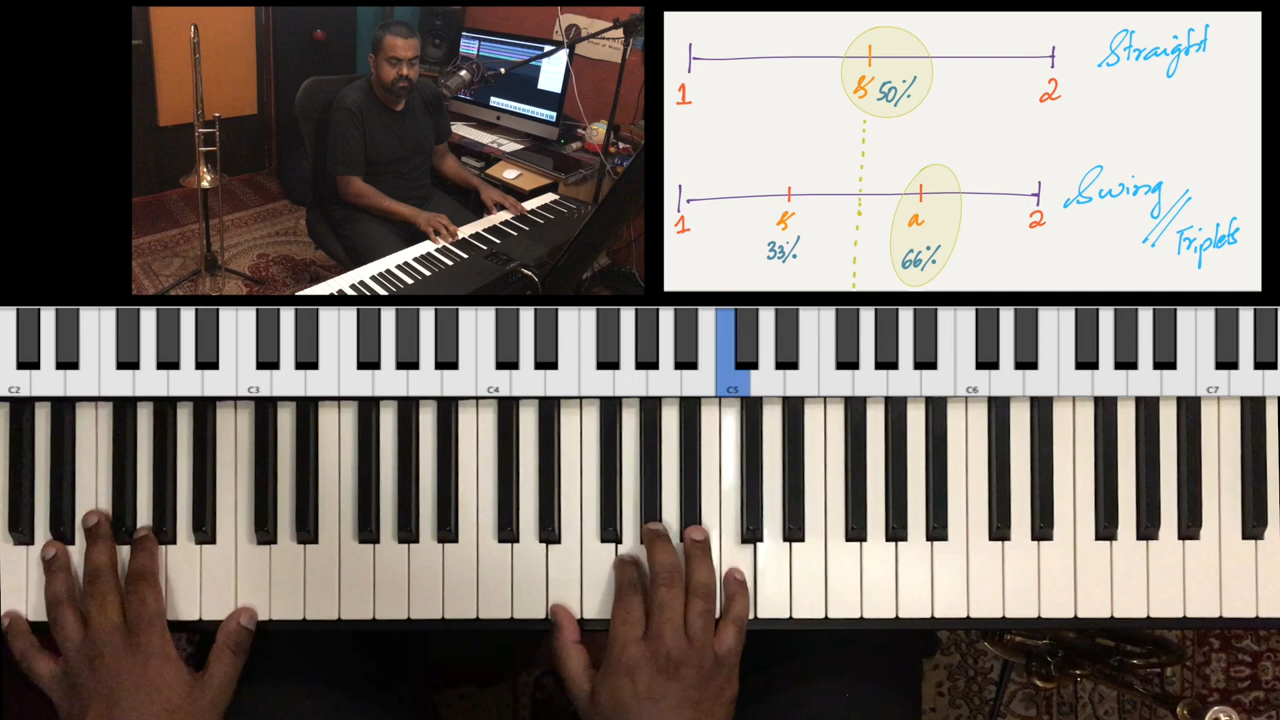 Straight
1 & 50% 2
Swing // Triplets
1 & a 2
33% 66%
C2 C3 C4 C5 C6 C7